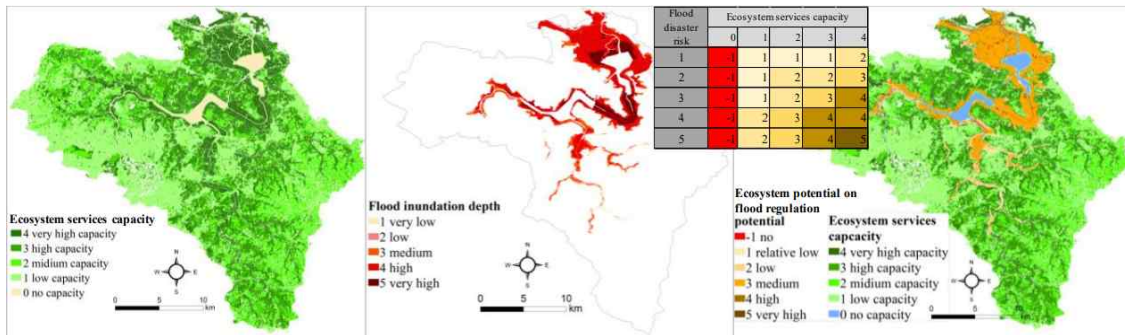 Ecosystem services capacity
4 very high capacity
3 high capacity
2 midium capacity
1 low capacity
0 no capacity
N
W E
S
0 5 10
km
Flood inundation depth
1 very low
2 low
3 medium
4 high
5 very high
N
W E
S
0 5 10
km
Flood disaster risk
Ecosystem services capacity
0 1 2 3 4
1 -1 1 1 1 2
2 -1 1 2 2 3
3 -1 1 2 3 4
4 -1 2 3 4 4
5 -1 2 3 4 5
Ecosystem potential on
flood regulation
potential
-1 no
1 relative low
2 low
3 medium
4 high
5 very high
Ecosystem services
capcacity
4 very high capacity
3 high capacity
2 midium capacity
1 low capacity
0 no capacity
N
W E
S
0 5 10
km